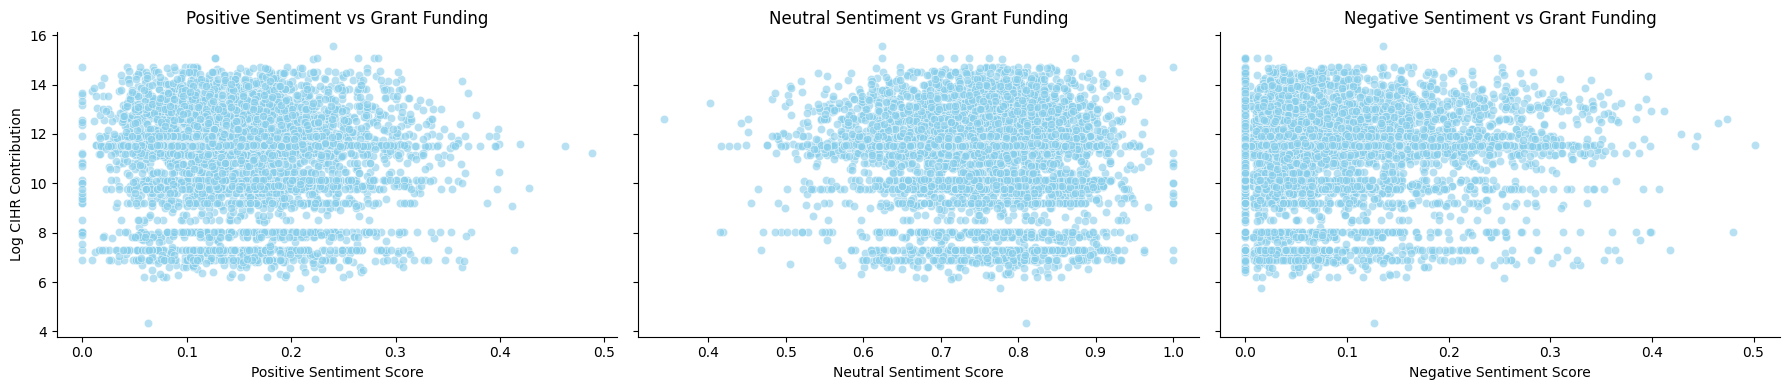 Positive Sentiment vs Grant Funding
Neutral Sentiment vs Grant Funding
Negative Sentiment vs Grant Funding
Log CIHR Contribution
16
14
12
10
8
6
4
0.0 0.1 0.2 0.3 0.4 0.5
0.4 0.5 0.6 0.7 0.8 0.9 1.0
0.0 0.1 0.2 0.3 0.4 0.5
Positive Sentiment Score
Neutral Sentiment Score
Negative Sentiment Score